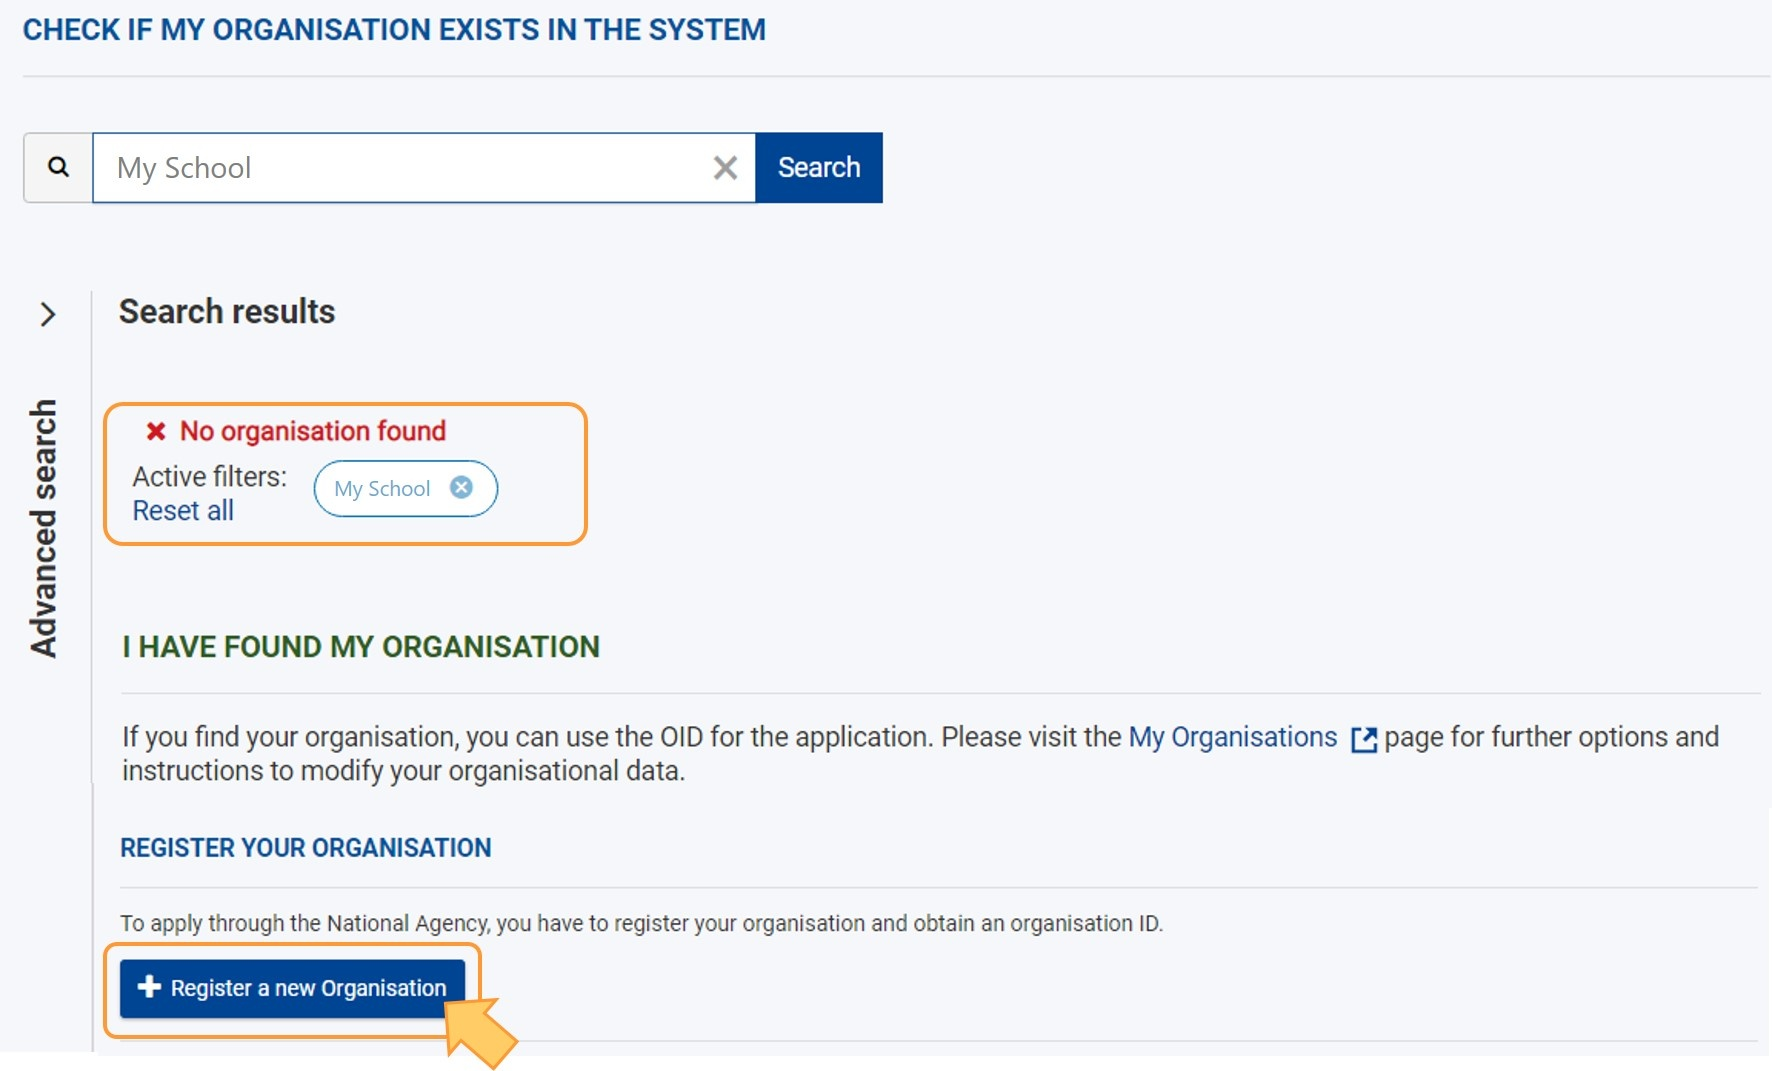 CHECK IF MY ORGANISATION EXISTS IN THE SYSTEM
My School
Search
Search results
Advanced search
No organisation found
Active filters:
My School
Reset all
I HAVE FOUND MY ORGANISATION
If you find your organisation, you can use the OID for the application. Please visit the My Organisations page for further options and
instructions to modify your organisational data.
REGISTER YOUR ORGANISATION
To apply through the National Agency, you have to register your organisation and obtain an organisation ID.
Register a new Organisation